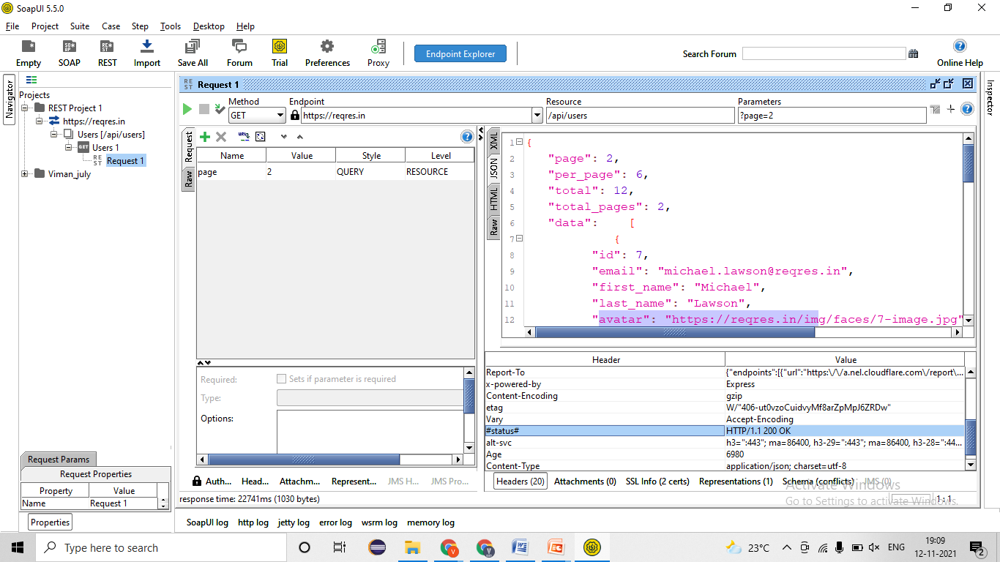 SoapUI 5.5.0
File Project Suite Case Step Tools Desktop Help
Empty SOAP REST Import Save All Forum Trial Preferences Proxy Endpoint Explorer Search Forum Online Help
Navigator
Projects
REST Project 1
https://reqres.in
Users [/api/users]
GET Users 1
REST Request 1
Viman_july
Request Params
Request Properties
Property Value
Name Request 1
Properties
REST Request 1
Method Endpoint Resource Parameters
GET https://reqres.in /api/users ?page=2
Request
Raw
Name Value Style Level
page 2 QUERY RESOURCE
Required: Sets if parameter is required
Type:
Options:
Auth... Head... Attachm... Represent... JMS H... JMS Pro...
XML
JSON
HTML
Raw
1 {
2 "page": 2,
3 "per_page": 6,
4 "total": 12,
5 "total_pages": 2,
6 "data": [
7 {
8 "id": 7,
9 "email": "michael.lawson@reqres.in",
10 "first_name": "Michael",
11 "last_name": "Lawson",
12 "avatar": "https://reqres.in/img/faces/7-image.jpg"
Header Value
Report-To {"endpoints":[{"url":"https:\/\/a.nel.cloudflare.com\/report\...
x-powered-by Express
Content-Encoding gzip
etag W/"406-ut0vzoCuidvyMf8arZpMpJ6ZRDw"
Vary Accept-Encoding
#status# HTTP/1.1 200 OK
alt-svc h3=":443"; ma=86400, h3-29=":443"; ma=86400, h3-28=":44...
Age 6980
Content-Type application/json; charset=utf-8
Headers (20) Attachments (0) SSL Info (2 certs) Representations (1) Schema (conflicts) JMS (0)
Activate Windows
Go to Settings to activate Windows.
response time: 22741ms (1030 bytes)
1 : 1
Inspector
SoapUI log http log jetty log error log wsrm log memory log
Type here to search
23°C ENG 19:09
12-11-2021
2